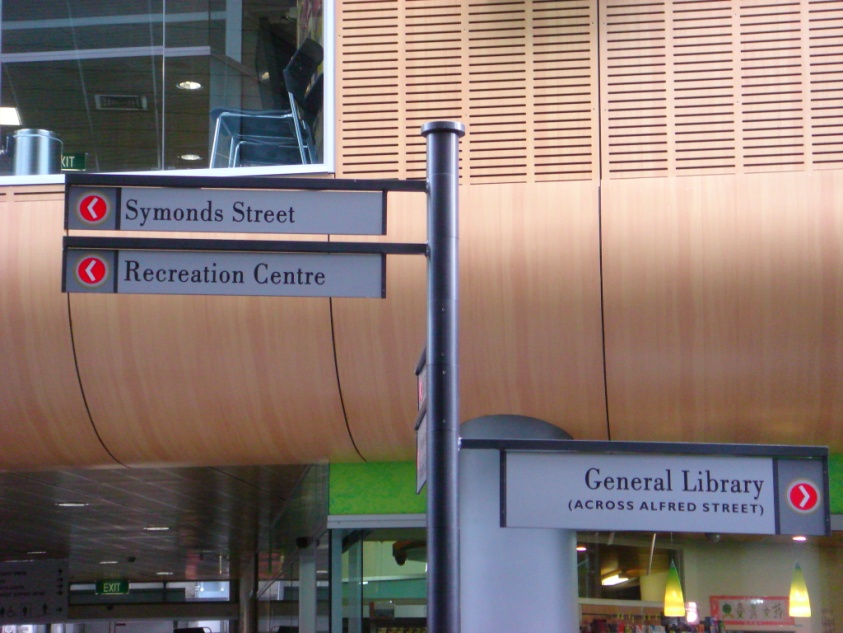 EXIT
Symonds Street
Recreation Centre
General Library
(ACROSS ALFRED STREET)
EXIT